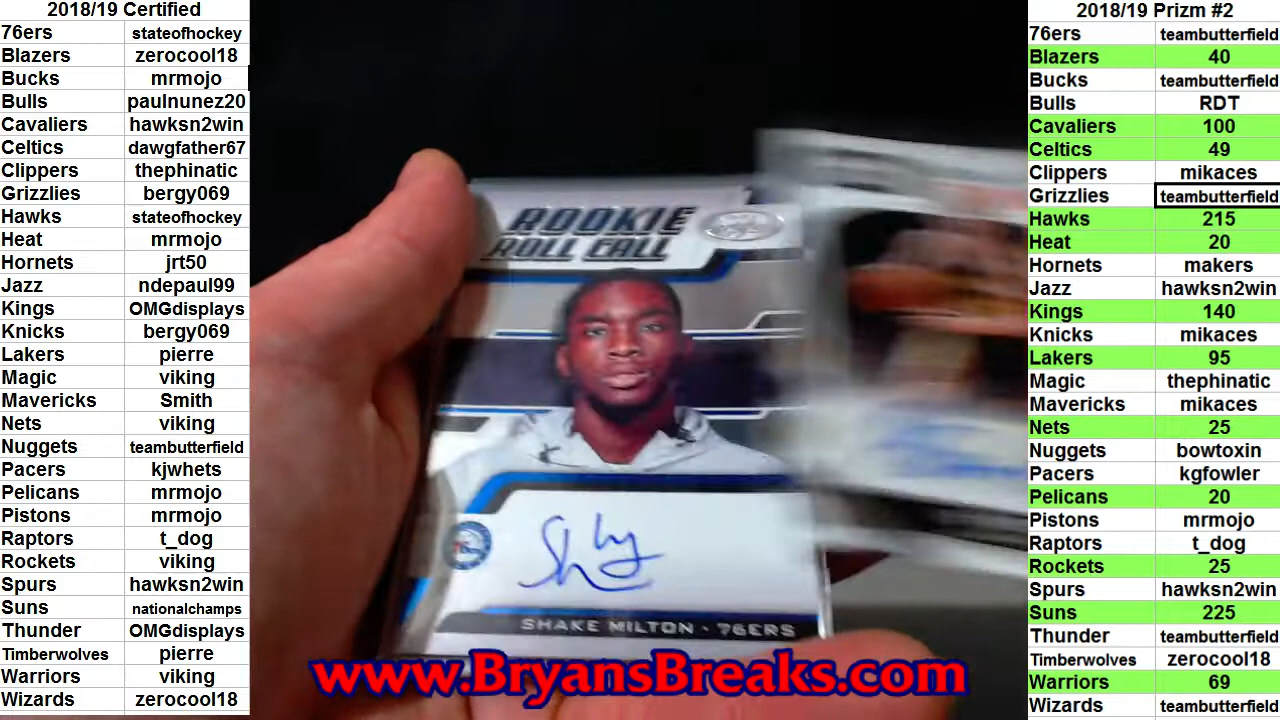 2018/19 Certified
76ers stateofhockey
Blazers zerocool18
Bucks mrmojo
Bulls paulnunez20
Cavaliers hawksn2win
Celtics dawgfather67
Clippers thephinatic
Grizzlies bergy069
Hawks stateofhockey
Heat mrmojo
Hornets jrt50
Jazz ndepaul99
Kings OMGdisplays
Knicks bergy069
Lakers pierre
Magic viking
Mavericks Smith
Nets viking
Nuggets teambutterfield
Pacers kjwhets
Pelicans mrmojo
Pistons mrmojo
Raptors t_dog
Rockets viking
Spurs hawksn2win
Suns nationalchamps
Thunder OMGdisplays
Timberwolves pierre
Warriors viking
Wizards zerocool18
ROOKIE
ROLL CALL
SHAKE MILTON • 76ERS
www.BryansBreaks.com
2018/19 Prizm #2
76ers teambutterfield
Blazers 40
Bucks teambutterfield
Bulls RDT
Cavaliers 100
Celtics 49
Clippers mikaces
Grizzlies teambutterfield
Hawks 215
Heat 20
Hornets makers
Jazz hawksn2win
Kings 140
Knicks mikaces
Lakers 95
Magic thephinatic
Mavericks mikaces
Nets 25
Nuggets bowtoxin
Pacers kgfowler
Pelicans 20
Pistons mrmojo
Raptors t_dog
Rockets 25
Spurs hawksn2win
Suns 225
Thunder teambutterfield
Timberwolves zerocool18
Warriors 69
Wizards teambutterfield